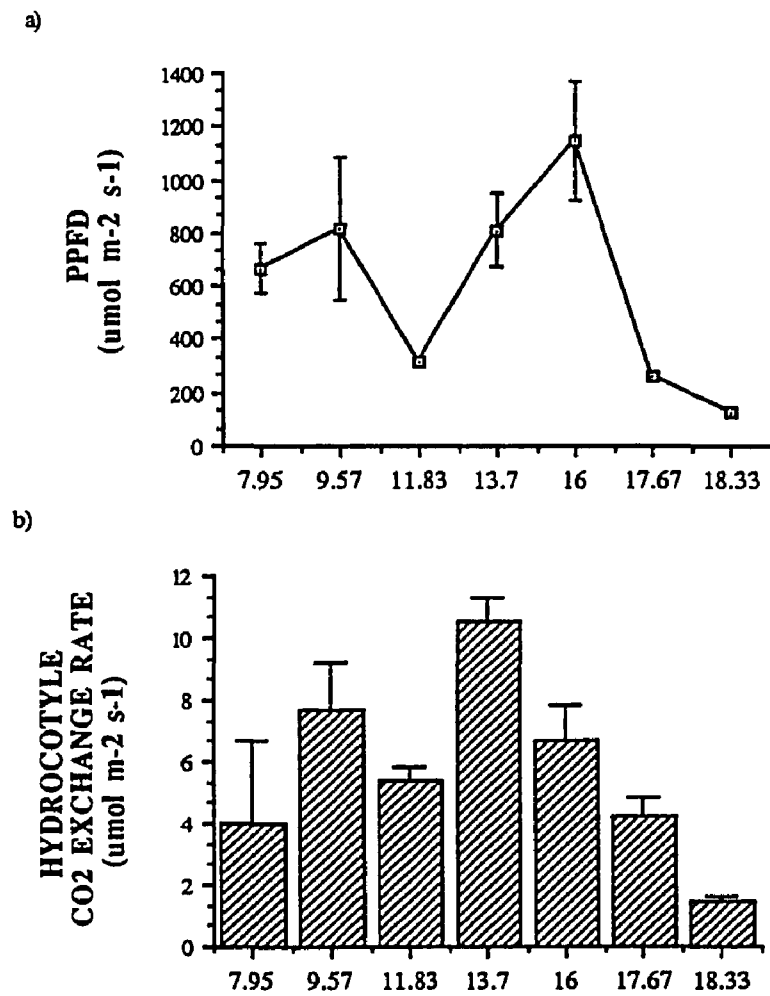 a)
PPFD
(umol m-2 s-1)
1400
1200
1000
800
600
400
200
0
7.95 9.57 11.83 13.7 16 17.67 18.33
b)
HYDROCOTYLE
CO2 EXCHANGE RATE
(umol m-2 s-1)
12
10
8
6
4
2
0
7.95 9.57 11.83 13.7 16 17.67 18.33